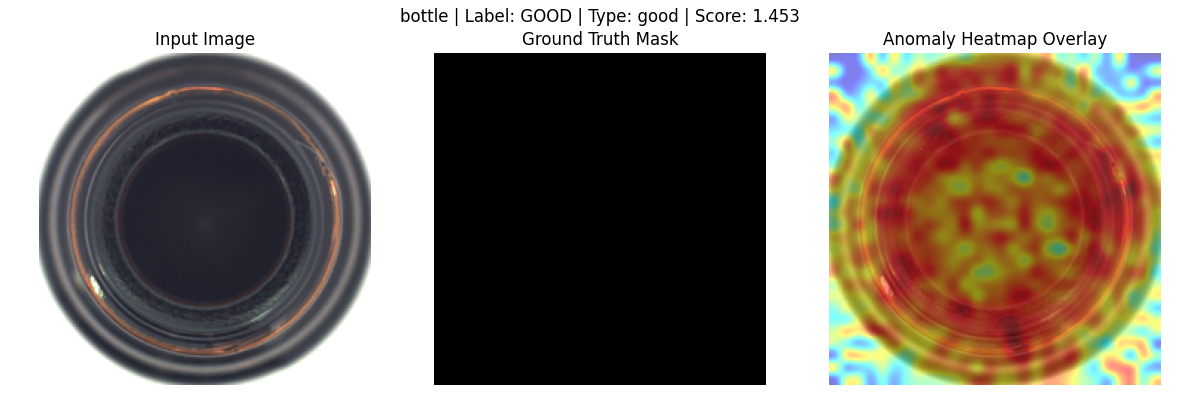 bottle | Label: GOOD | Type: good | Score: 1.453
Input Image
Ground Truth Mask
Anomaly Heatmap Overlay